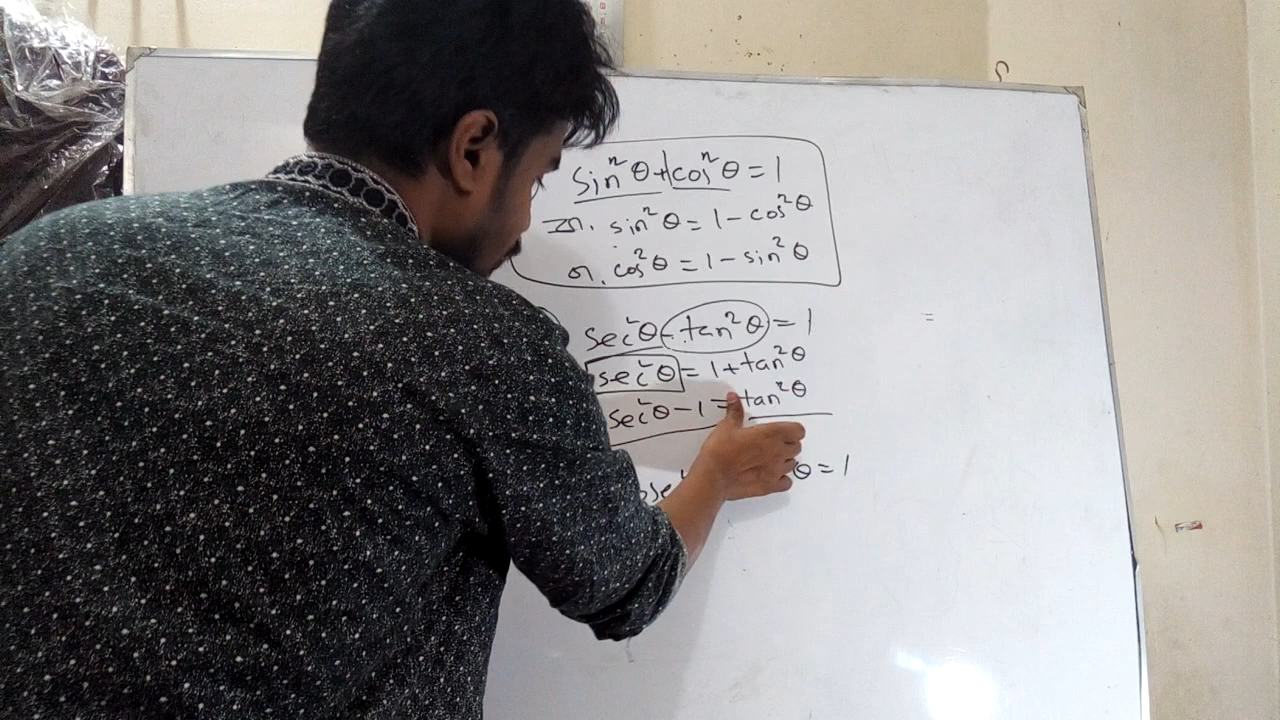 sin²θ + cos²θ = 1
বা, sin²θ = 1 - cos²θ
বা, cos²θ = 1 - sin²θ
sec²θ - tan²θ = 1
sec²θ = 1 + tan²θ
sec²θ - 1 = tan²θ
θ = 1
=